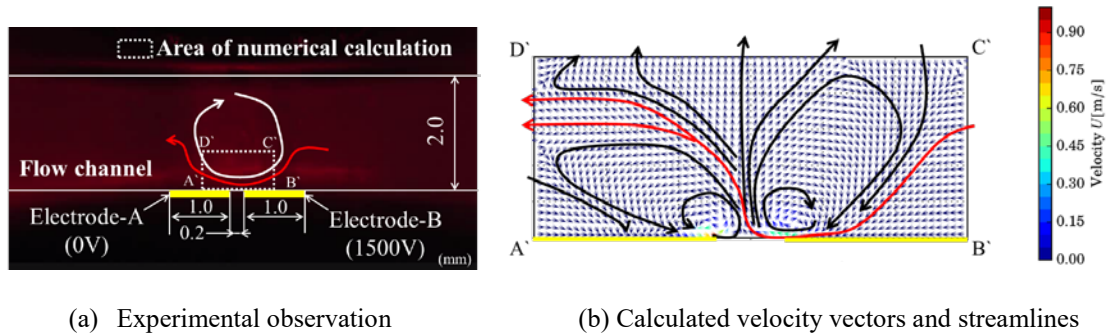 Area of numerical calculation
2.0
D` C`
Flow channel
A` B`
Electrode-A
(0V)
1.0 1.0
0.2
Electrode-B
(1500V)
(mm)
(a) Experimental observation
D` C`
A` B`
0.90
0.75
0.60
0.45
0.30
0.15
0.00
Velocity U[m/s]
(b) Calculated velocity vectors and streamlines